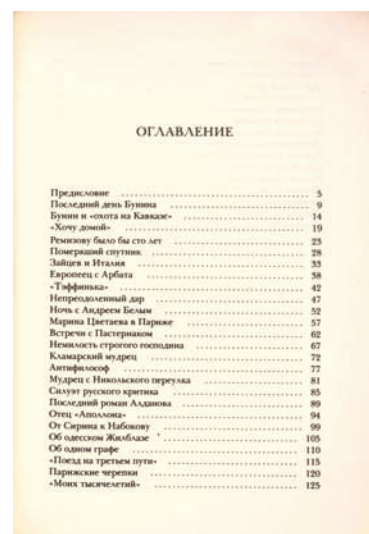 ОГЛАВЛЕНИЕ
Предисловие 5
Последний день Бунина 9
Бунин и «охота на Кавказе» 14
«Хочу домой» 19
Ремизову было бы сто лет 23
Померкший спутник 28
Зайцев и Италия 33
Европеец с Арбата 38
«Тэффинька» 42
Непреодоленный дар 47
Ночь с Андреем Белым 52
Марина Цветаева в Париже 57
Встречи с Пастернаком 62
Немилость строгого господина 67
Кламарский мудрец 72
Антифилософ 77
Мудрец с Никольского переулка 81
Силуэт русского критика 85
Последний роман Алданова 89
Отец «Аполлона» 94
От Сирина к Набокову 99
Об одесском Жилблазе 105
Об одном графе 110
«Поезд на третьем пути» 115
Парижские черепки 120
«Моих тысячелетий» 125